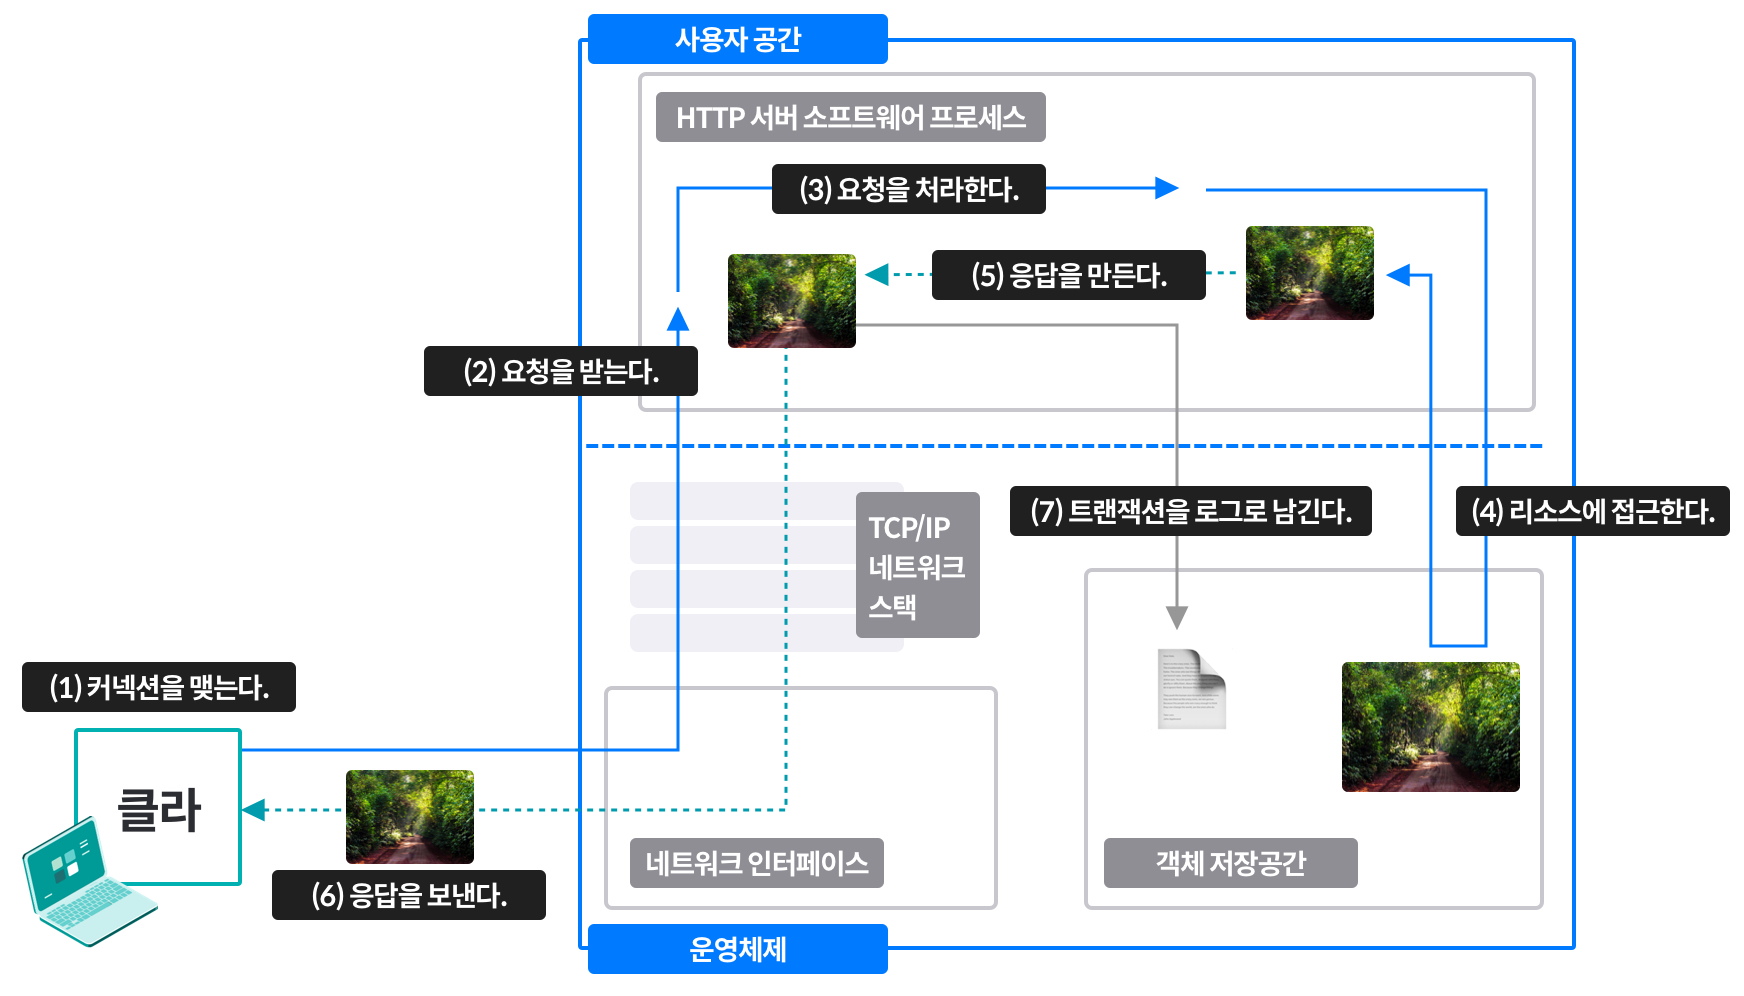 사용자 공간
HTTP 서버 소프트웨어 프로세스
(3) 요청을 처라한다.
(5) 응답을 만든다.
(2) 요청을 받는다.
TCP/IP
네트워크
스택
(7) 트랜잭션을 로그로 남긴다.
(4) 리소스에 접근한다.
(1) 커넥션을 맺는다.
클라
(6) 응답을 보낸다.
네트워크 인터페이스
객체 저장공간
운영체제